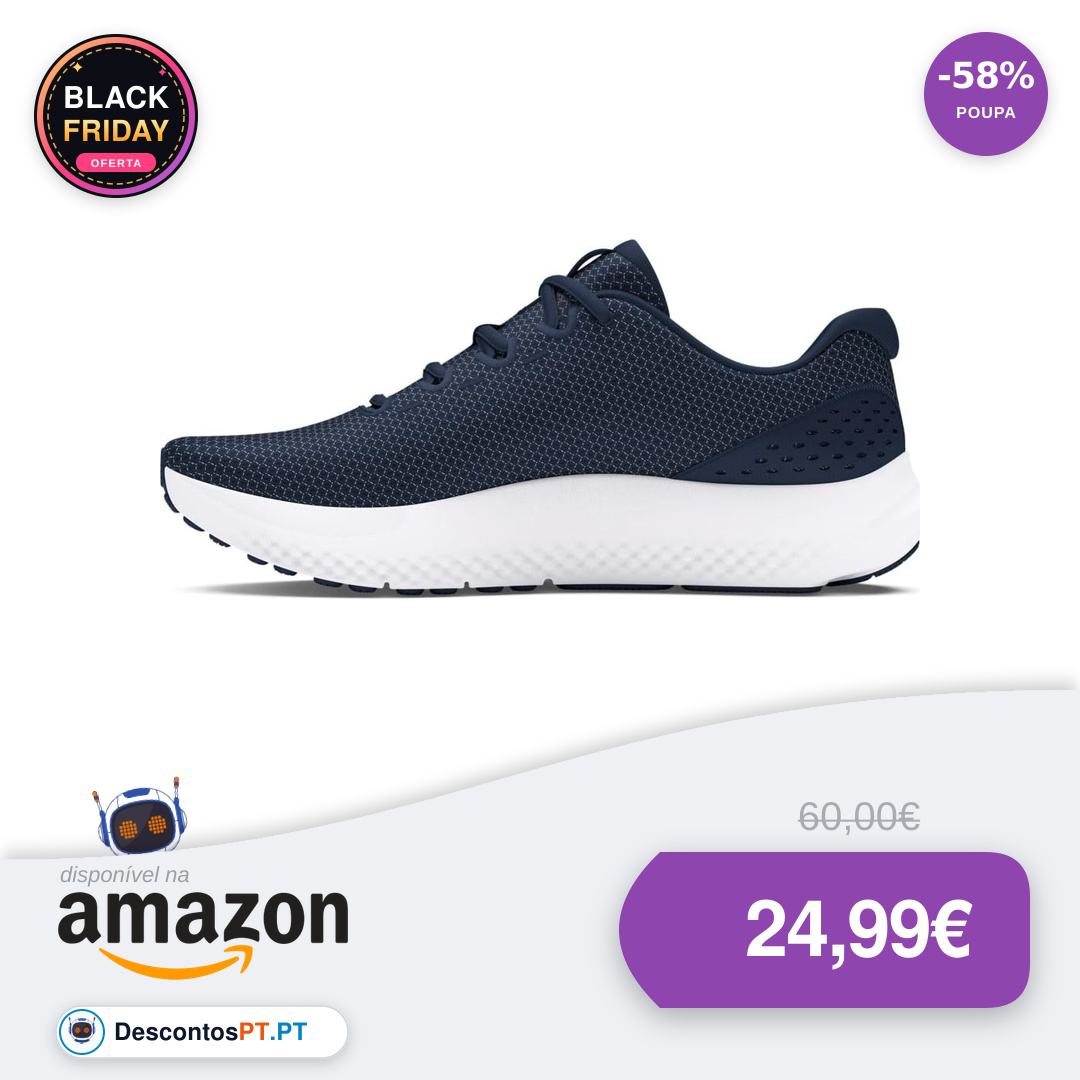 BLACK
FRIDAY
OFERTA
-58%
POUPA
60,00€
disponível na
amazon
24,99€
DescontosPT.PT